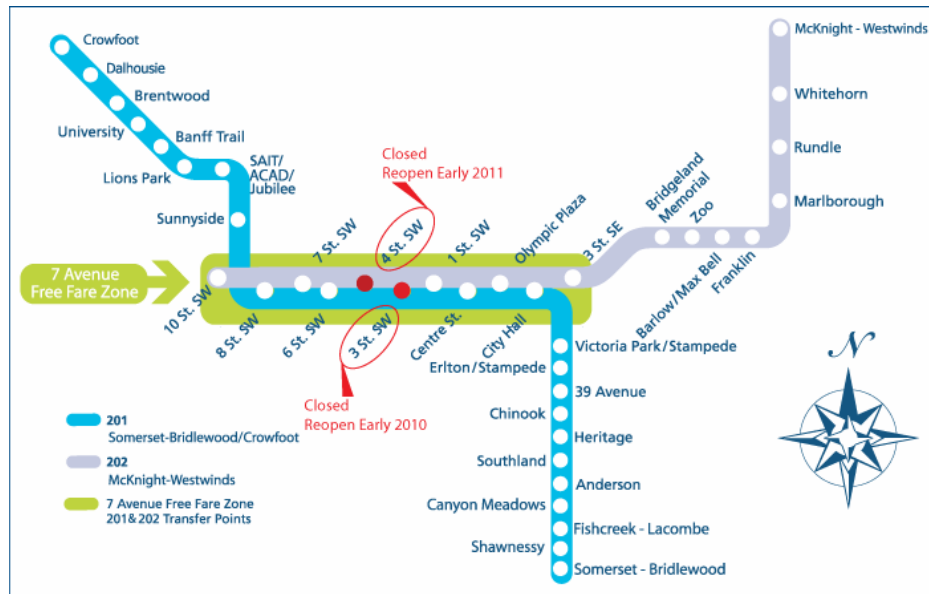 Crowfoot
Dalhousie
Brentwood
University
Banff Trail
Lions Park
SAIT/
ACAD/
Jubilee
Sunnyside
McKnight - Westwinds
Whitehorn
Rundle
Marlborough
Closed
Reopen Early 2011
7 Avenue
Free Fare Zone
10 St. SW
8 St. SW
7 St. SW
6 St. SW
4 St. SW
3 St. SW
1 St. SW
Centre St.
Olympic Plaza
City Hall
3 St. SE
Bridgeland
Memorial
Zoo
Barlow/Max Bell
Franklin
Closed
Reopen Early 2010
Victoria Park/Stampede
Erlton/Stampede
39 Avenue
Chinook
Heritage
Southland
Anderson
Canyon Meadows
Fishcreek - Lacombe
Shawnessy
Somerset - Bridlewood
201
Somerset-Bridlewood/Crowfoot
202
McKnight-Westwinds
7 Avenue Free Fare Zone
201&202 Transfer Points
N